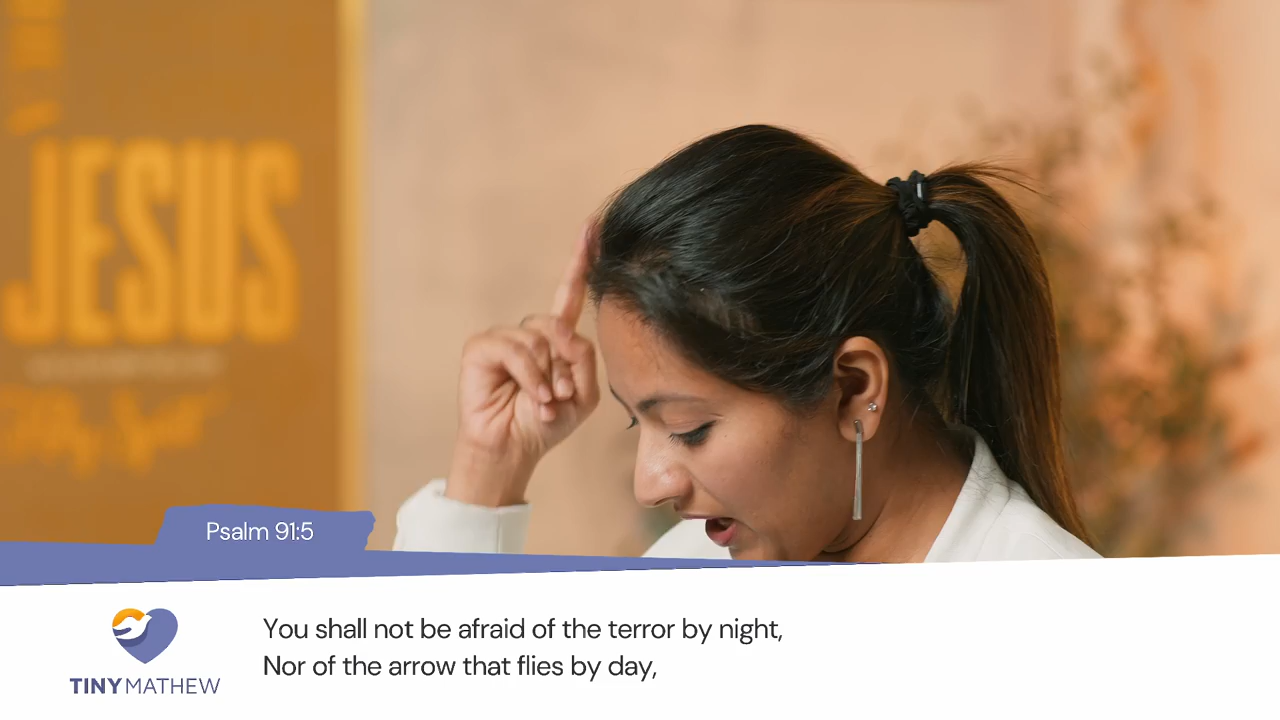 JESUS
Psalm 91:5
You shall not be afraid of the terror by night,
Nor of the arrow that flies by day,
TINY MATHEW